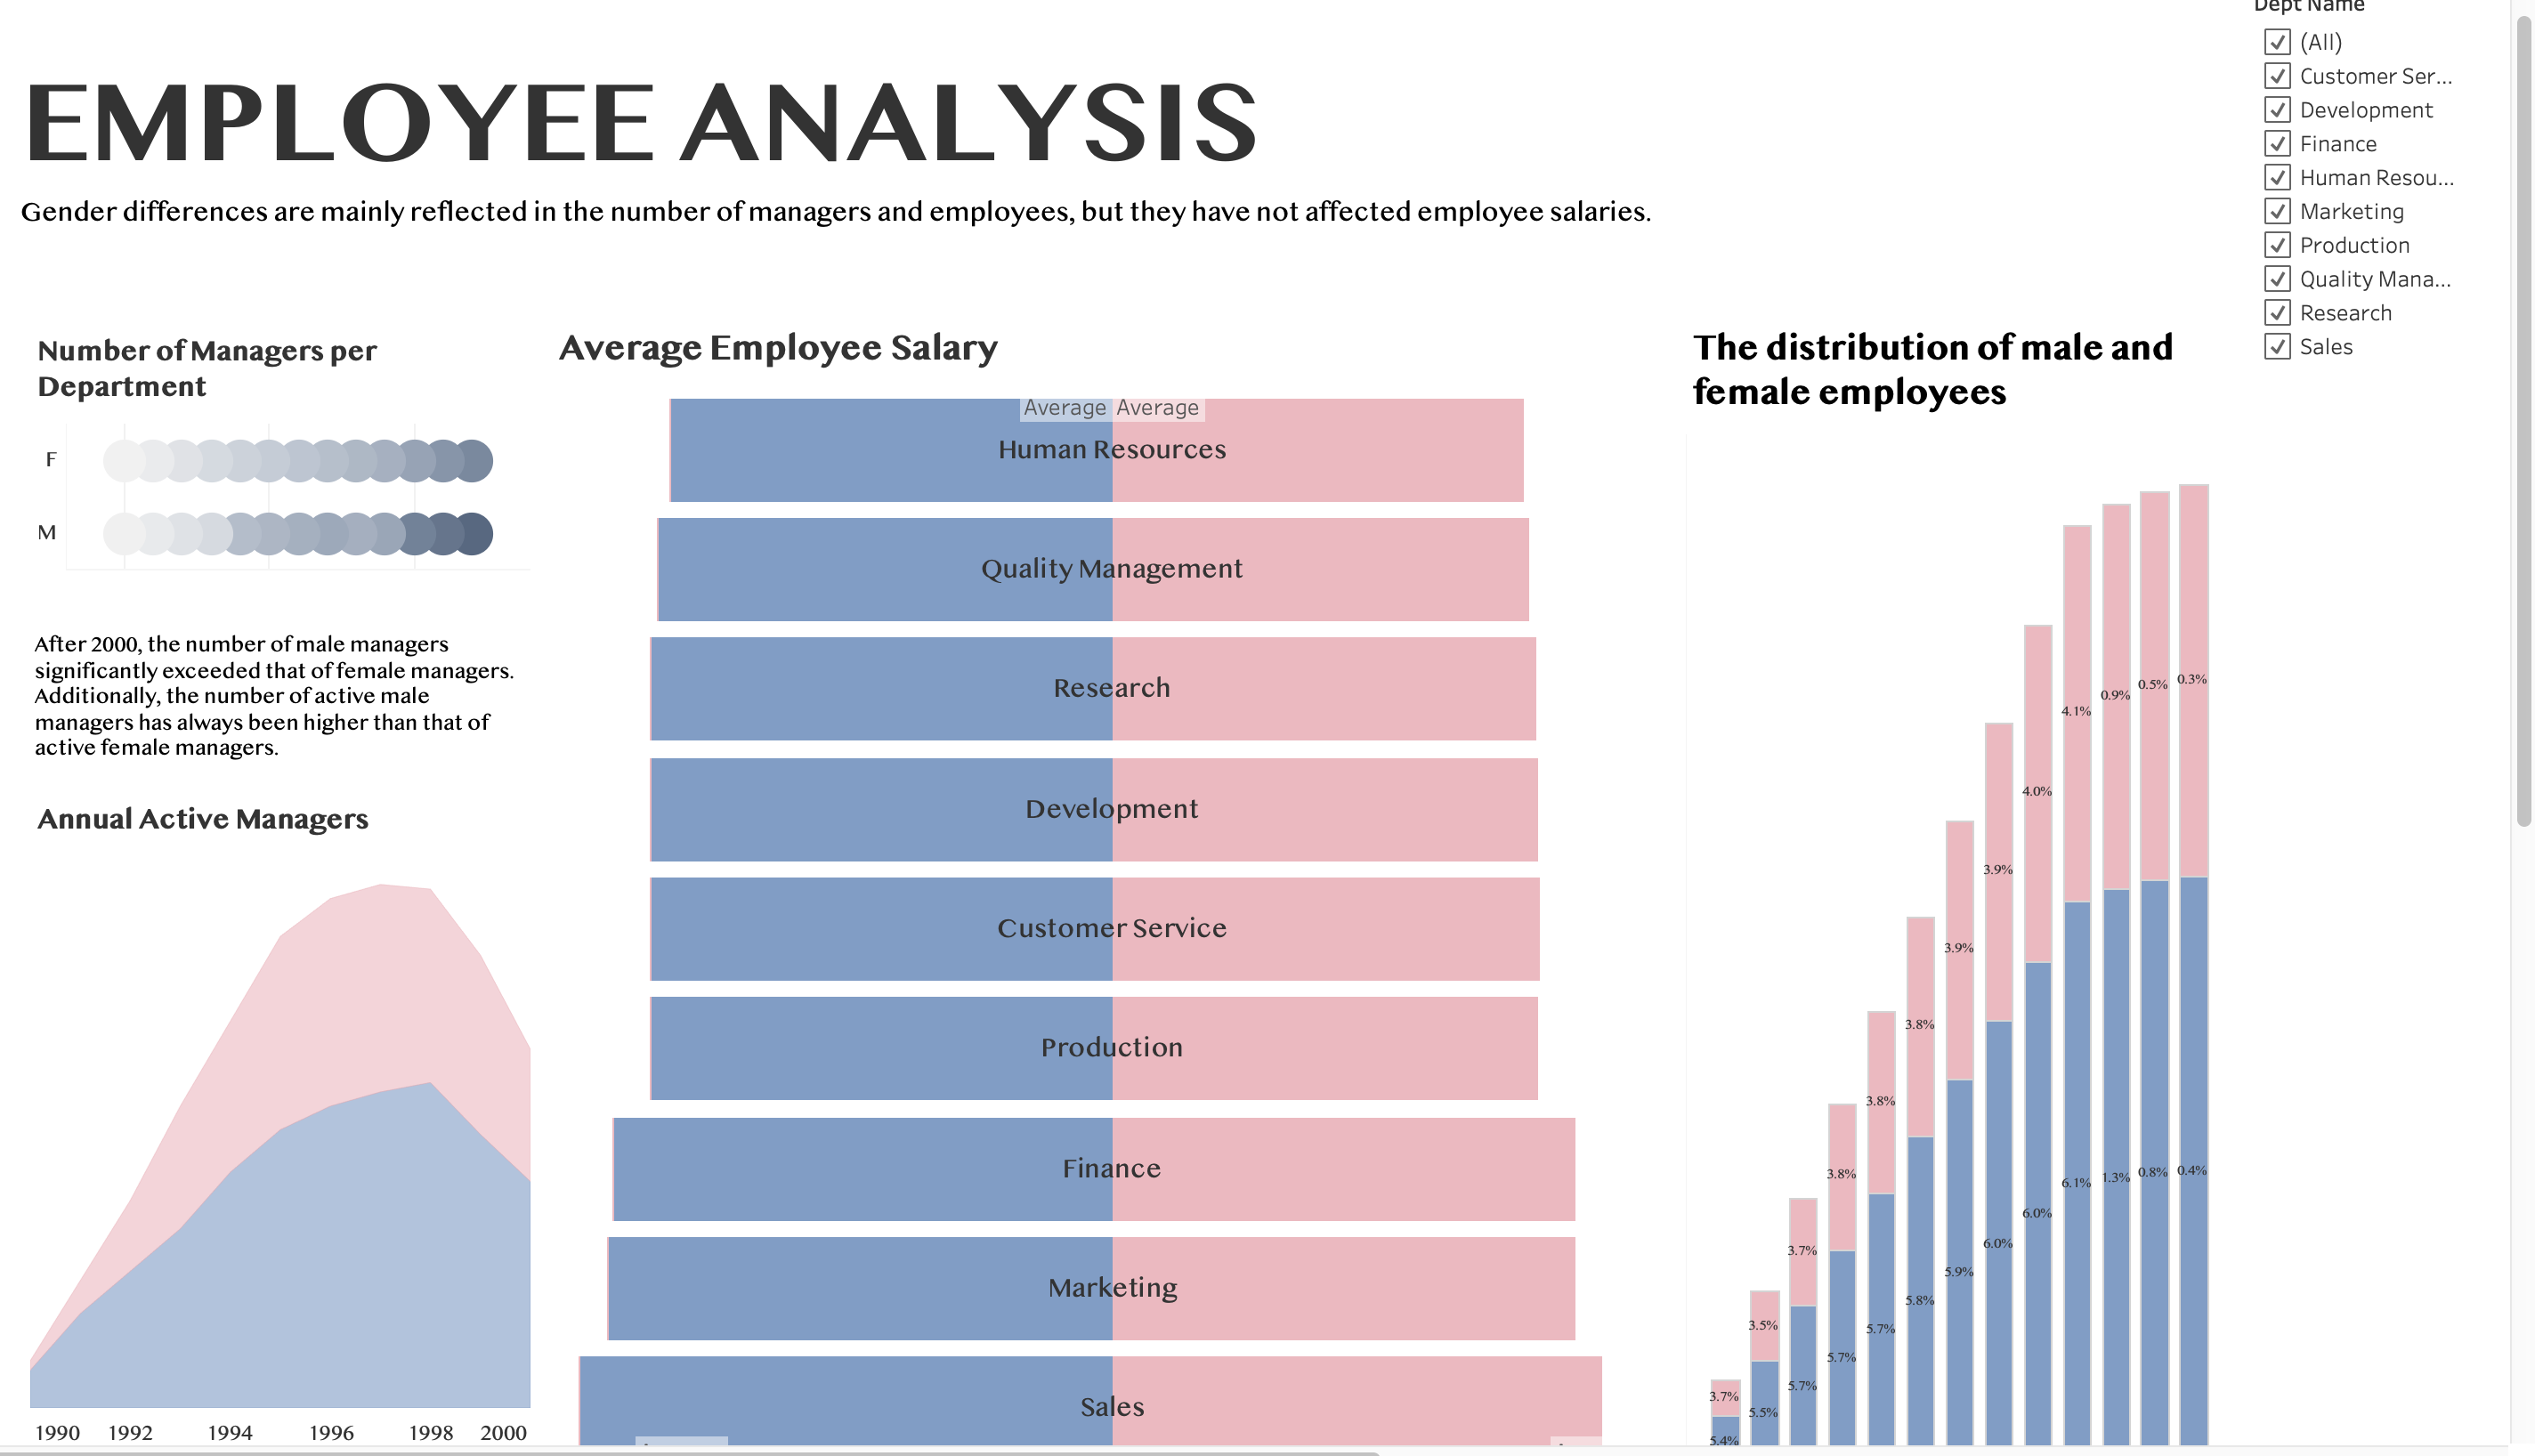 Dept Name
(All)
Customer Ser...
Development
Finance
Human Resou...
Marketing
Production
Quality Mana...
Research
Sales
EMPLOYEE ANALYSIS
Gender differences are mainly reflected in the number of managers and employees, but they have not affected employee salaries.
Number of Managers per
Department
F
M
After 2000, the number of male managers
significantly exceeded that of female managers.
Additionally, the number of active male
managers has always been higher than that of
active female managers.
Annual Active Managers
1990 1992 1994 1996 1998 2000
Average Employee Salary
Average Average
Human Resources
Quality Management
Research
Development
Customer Service
Production
Finance
Marketing
Sales
The distribution of male and
female employees
0.3%
0.5%
0.9%
4.1%
4.0%
3.9%
3.9%
3.8%
3.8%
3.8%
3.7%
3.5%
3.7%
0.4%
0.8%
1.3%
6.1%
6.0%
6.0%
5.9%
5.8%
5.7%
5.7%
5.7%
5.5%
5.4%